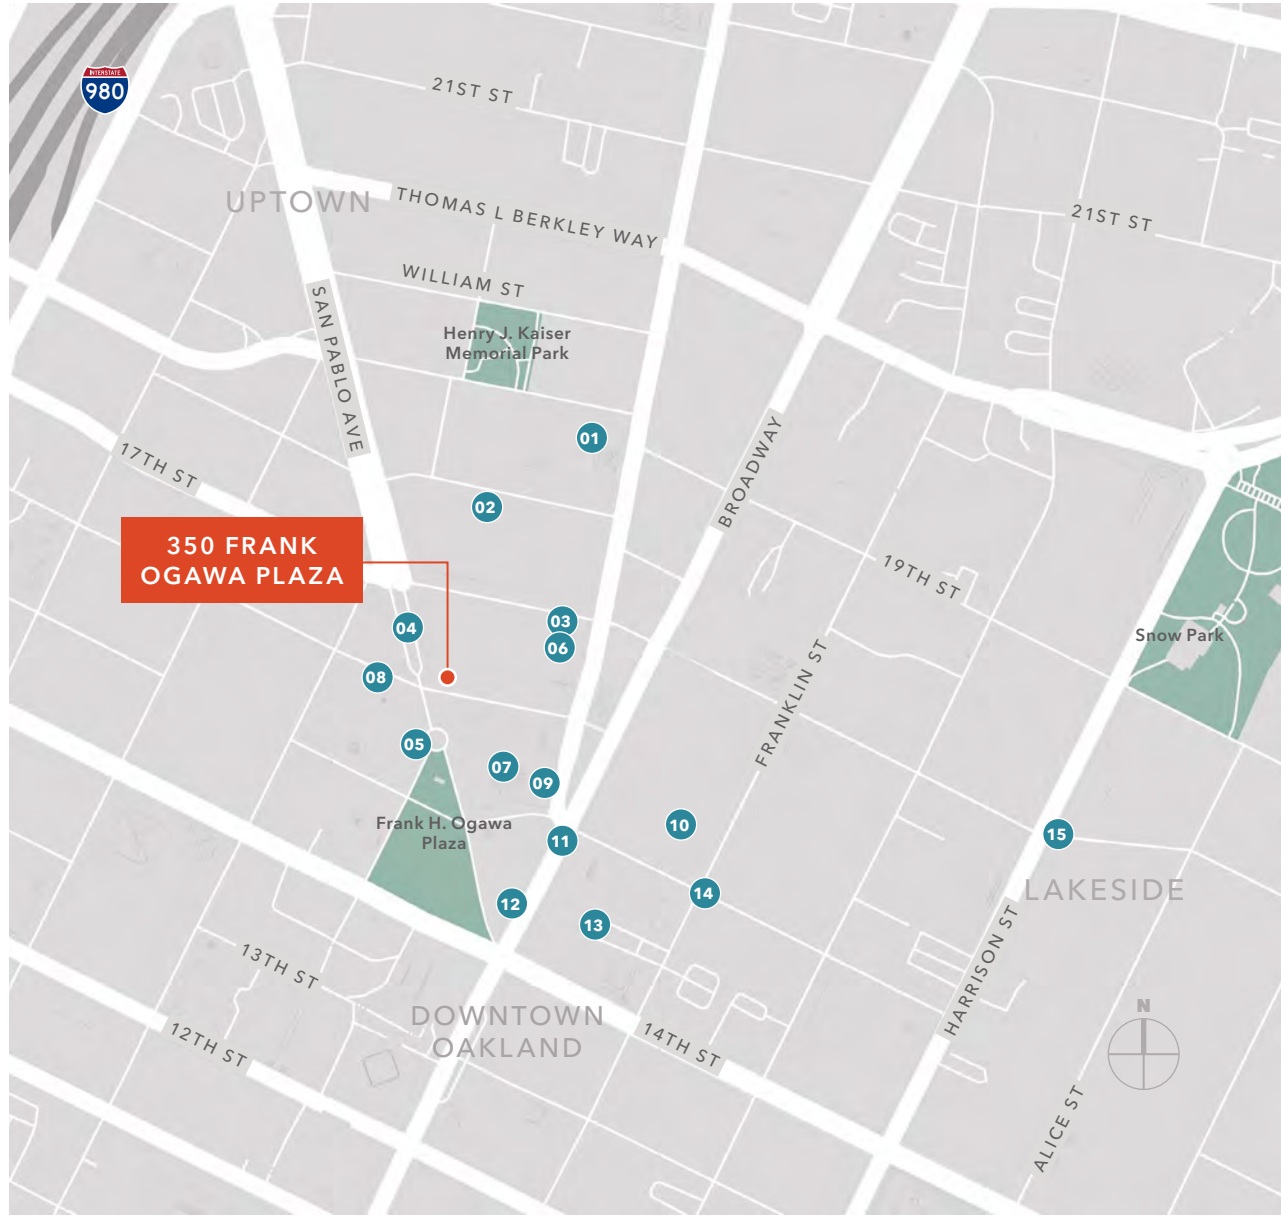 INTERSTATE
980
21ST ST
UPTOWN
THOMAS L BERKLEY WAY
21ST ST
WILLIAM ST
SAN PABLO AVE
Henry J. Kaiser
Memorial Park
01
BROADWAY
17TH ST
02
350 FRANK
OGAWA PLAZA
19TH ST
03
04
06
Snow Park
08
FRANKLIN ST
05
07
09
Frank H. Ogawa
Plaza
10
11
15
14
LAKESIDE
12
13
HARRISON ST
13TH ST
DOWNTOWN
OAKLAND
N
12TH ST
14TH ST
ALICE ST